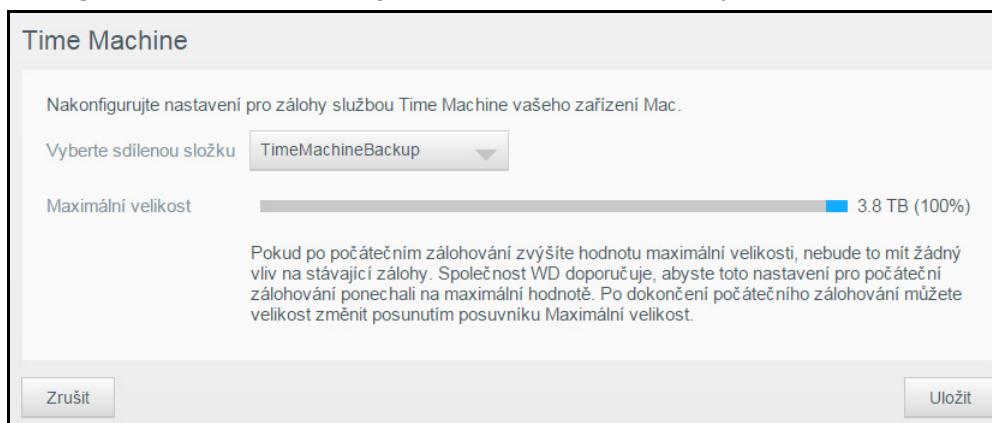 Time Machine
Nakonfigurujte nastavení pro zálohy službou Time Machine vašeho zařízení Mac.
Vyberte sdílenou složku TimeMachineBackup
Maximální velikost 3.8 TB (100%)
Pokud po počátečním zálohování zvýšíte hodnotu maximální velikosti, nebude to mít žádný
vliv na stávající zálohy. Společnost WD doporučuje, abyste toto nastavení pro počáteční
zálohování ponechali na maximální hodnotě. Po dokončení počátečního zálohování můžete
velikost změnit posunutím posuvníku Maximální velikost.
Zrušit Uložit